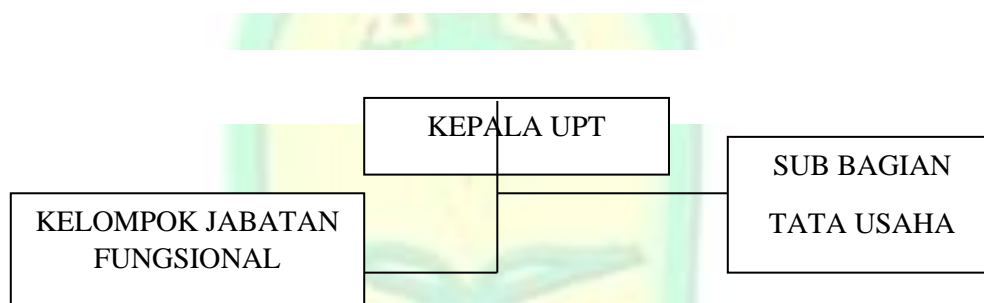 KEPALA UPT
SUB BAGIAN
TATA USAHA
KELOMPOK JABATAN
FUNGSIONAL